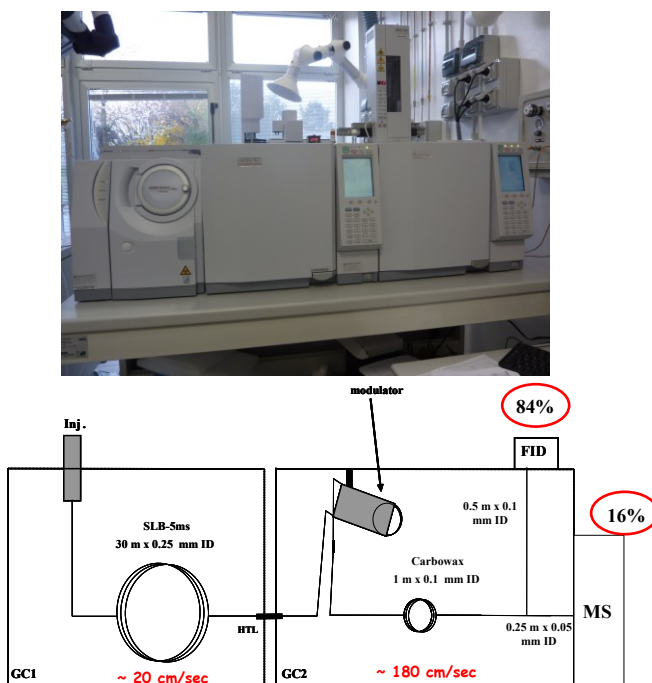 modulator
84%
Inj.
FID
SLB-5ms
30 m x 0.25 mm ID
0.5 m x 0.1
mm ID
16%
Carbowax
1 m x 0.1 mm ID
HTL
MS
0.25 m x 0.05
mm ID
GC1
~ 20 cm/sec
GC2
~ 180 cm/sec